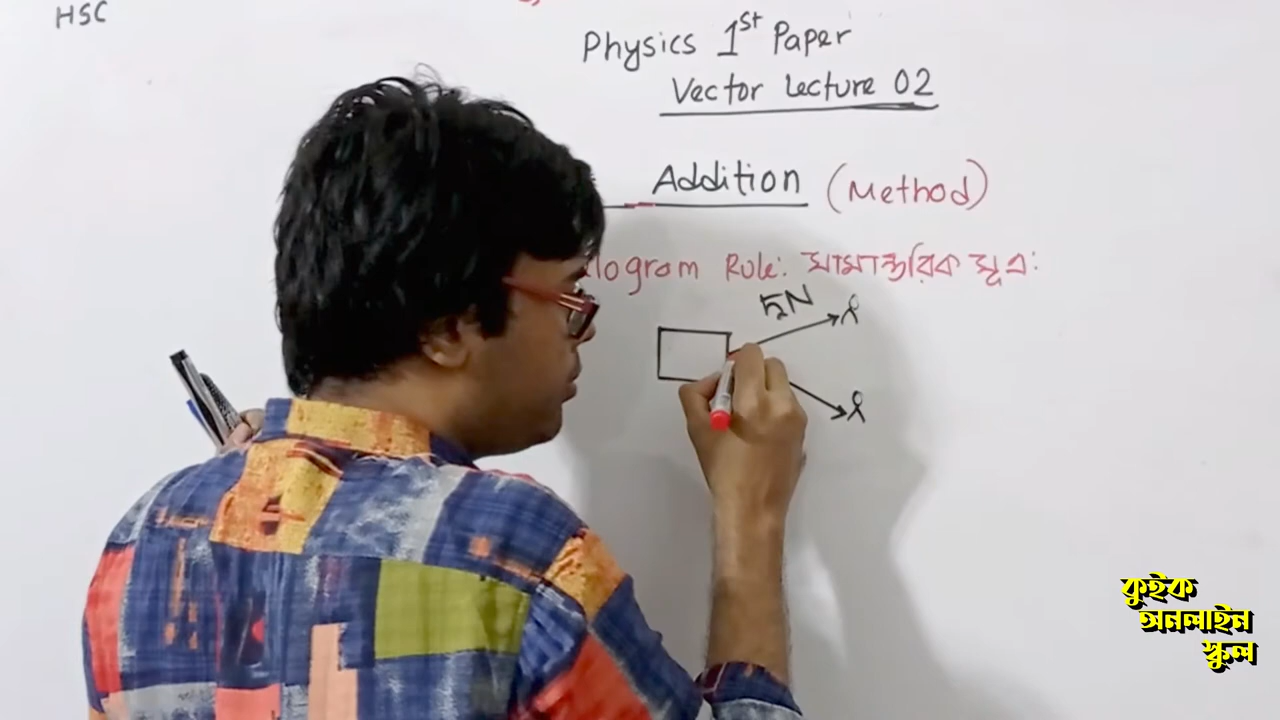 HSC
Physics 1st Paper
Vector Lecture 02
Addition (Method)
logram Rule: সামান্তরিক সূত্র:
5N
কুইক
অনলাইন
স্কুল